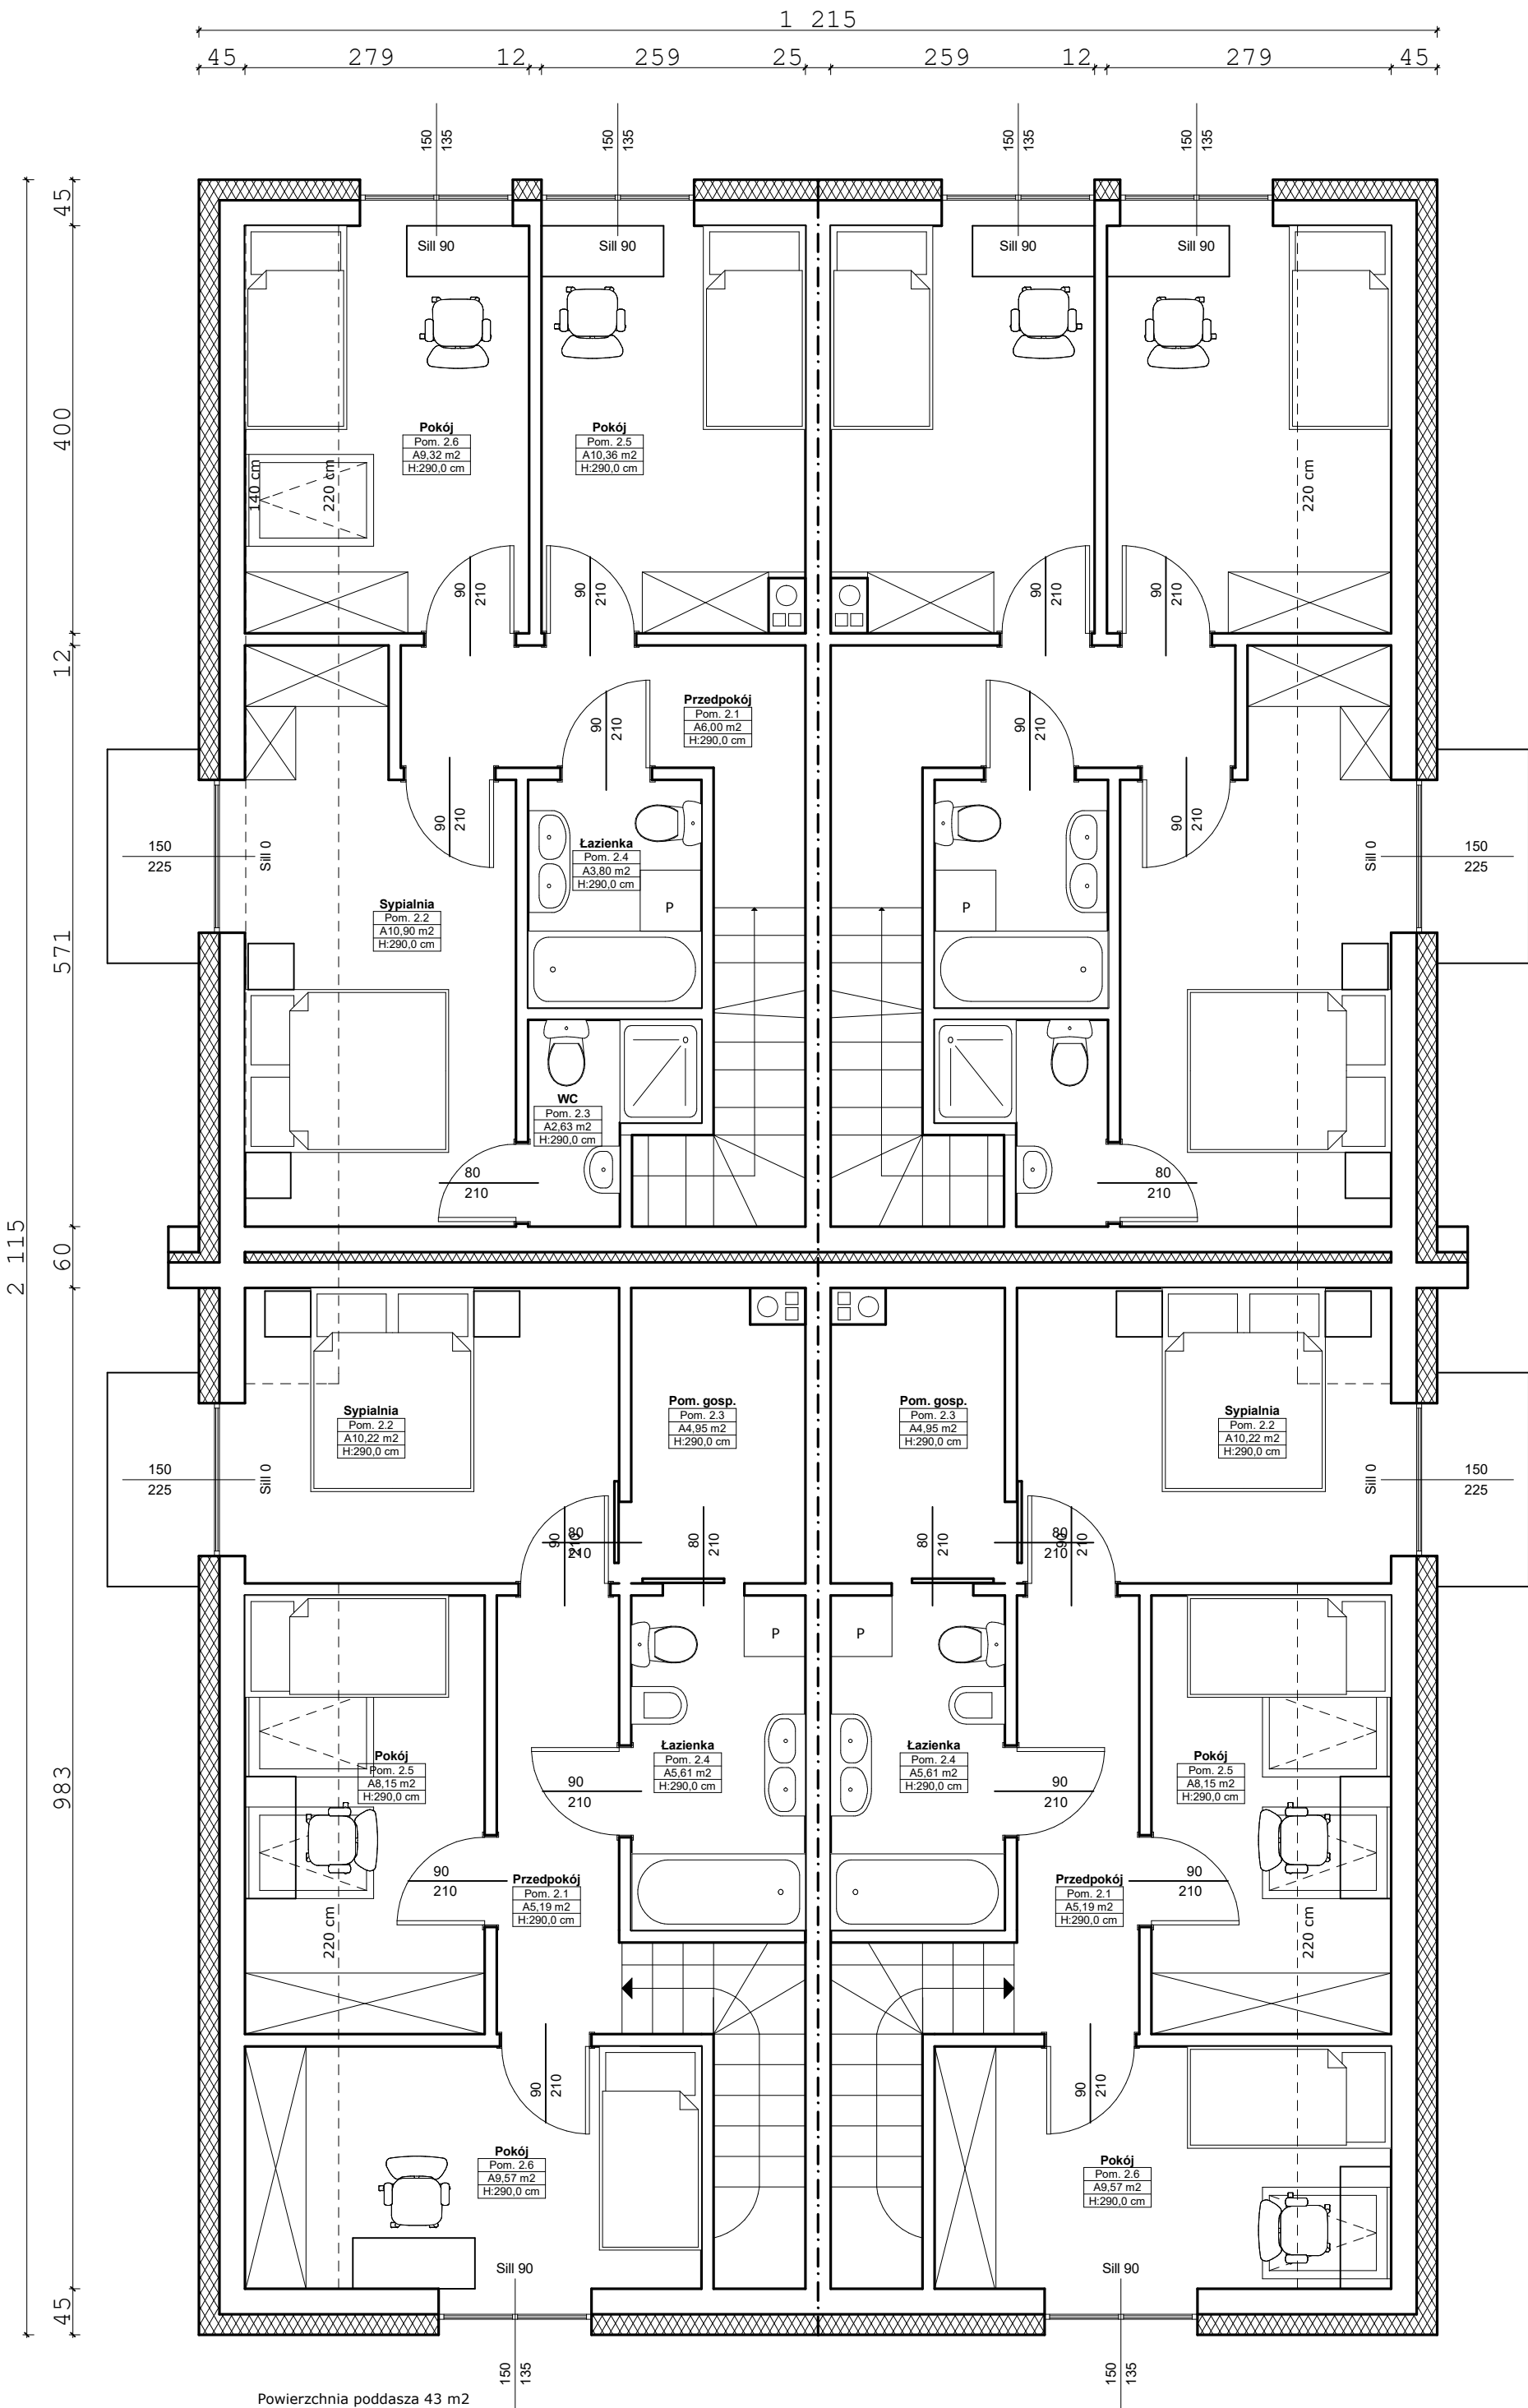 1 215
45 279 12 259 25 259 12 279 45
150 135 150 135 150 135 150 135
45
Sill 90 Sill 90 Sill 90 Sill 90
400
Pokój
Pom. 2.6
A9,32 m2
H:290,0 cm
Pokój
Pom. 2.5
A10,36 m2
H:290,0 cm
140 cm 220 cm 220 cm
90 210 90 210 90 210 90 210
12
Przedpokój
Pom. 2.1
A6,00 m2
H:290,0 cm
90 210 90 210
90 210 90 210
150
225
Sill 0
Łazienka
Pom. 2.4
A3,80 m2
H:290,0 cm
P P
Sill 0
150
225
Sypialnia
Pom. 2.2
A10,90 m2
H:290,0 cm
571
WC
Pom. 2.3
A2,63 m2
H:290,0 cm
80
210
80
210
2 115
60
Sypialnia
Pom. 2.2
A10,22 m2
H:290,0 cm
Pom. gosp.
Pom. 2.3
A4,95 m2
H:290,0 cm
Pom. gosp.
Pom. 2.3
A4,95 m2
H:290,0 cm
Sypialnia
Pom. 2.2
A10,22 m2
H:290,0 cm
150
225
Sill 0
Sill 0
150
225
90 210
80
210
80 210 80 210
80
210
90 210
P P
983
Pokój
Pom. 2.5
A8,15 m2
H:290,0 cm
Łazienka
Pom. 2.4
A5,61 m2
H:290,0 cm
Łazienka
Pom. 2.4
A5,61 m2
H:290,0 cm
Pokój
Pom. 2.5
A8,15 m2
H:290,0 cm
90
210
90
210
90
210
Przedpokój
Pom. 2.1
A5,19 m2
H:290,0 cm
Przedpokój
Pom. 2.1
A5,19 m2
H:290,0 cm
90
210
220 cm 220 cm
90 210 90 210
Pokój
Pom. 2.6
A9,57 m2
H:290,0 cm
Pokój
Pom. 2.6
A9,57 m2
H:290,0 cm
Sill 90 Sill 90
45
150 135 150 135
Powierzchnia poddasza 43 m2